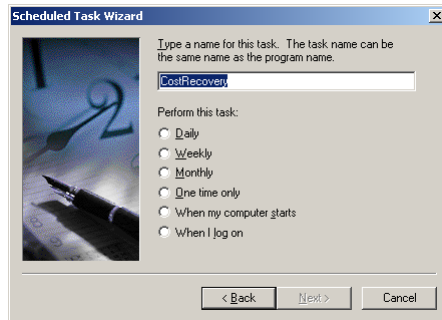 Scheduled Task Wizard
Type a name for this task. The task name can be
the same name as the program name.
CostRecovery
Perform this task:
Daily
Weekly
Monthly
One time only
When my computer starts
When I log on
< Back
Next >
Cancel